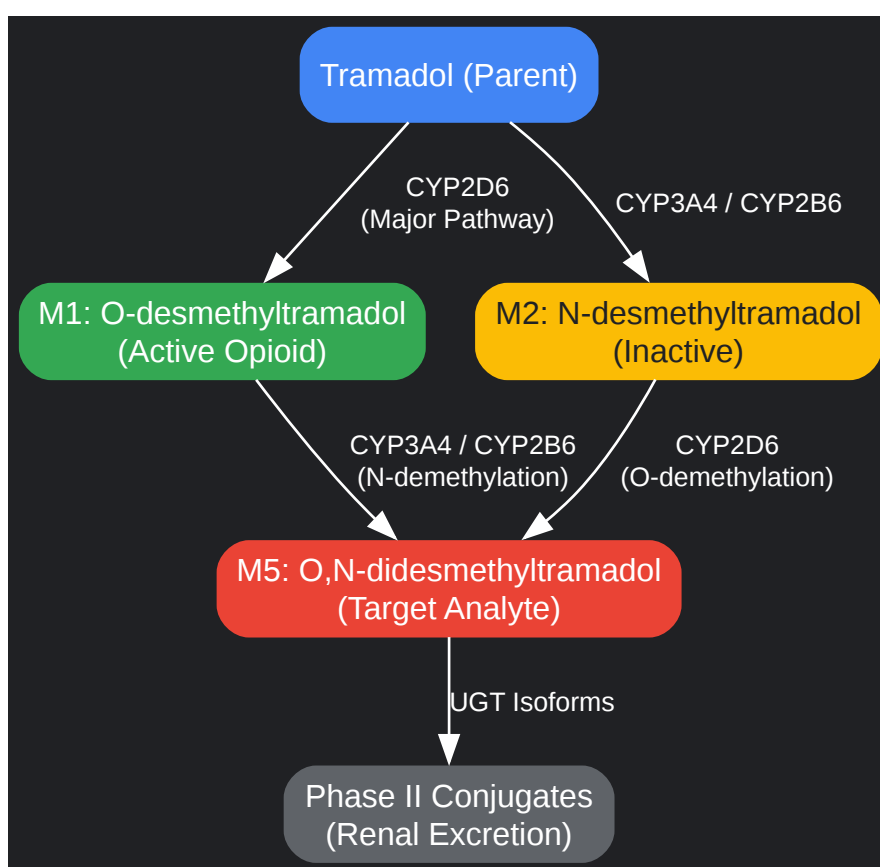 Tramadol (Parent)
CYP2D6
(Major Pathway)
CYP3A4 / CYP2B6
M1: O-desmethyltramadol
(Active Opioid)
M2: N-desmethyltramadol
(Inactive)
CYP3A4 / CYP2B6
(N-demethylation)
CYP2D6
(O-demethylation)
M5: O,N-didesmethyltramadol
(Target Analyte)
UGT Isoforms
Phase II Conjugates
(Renal Excretion)